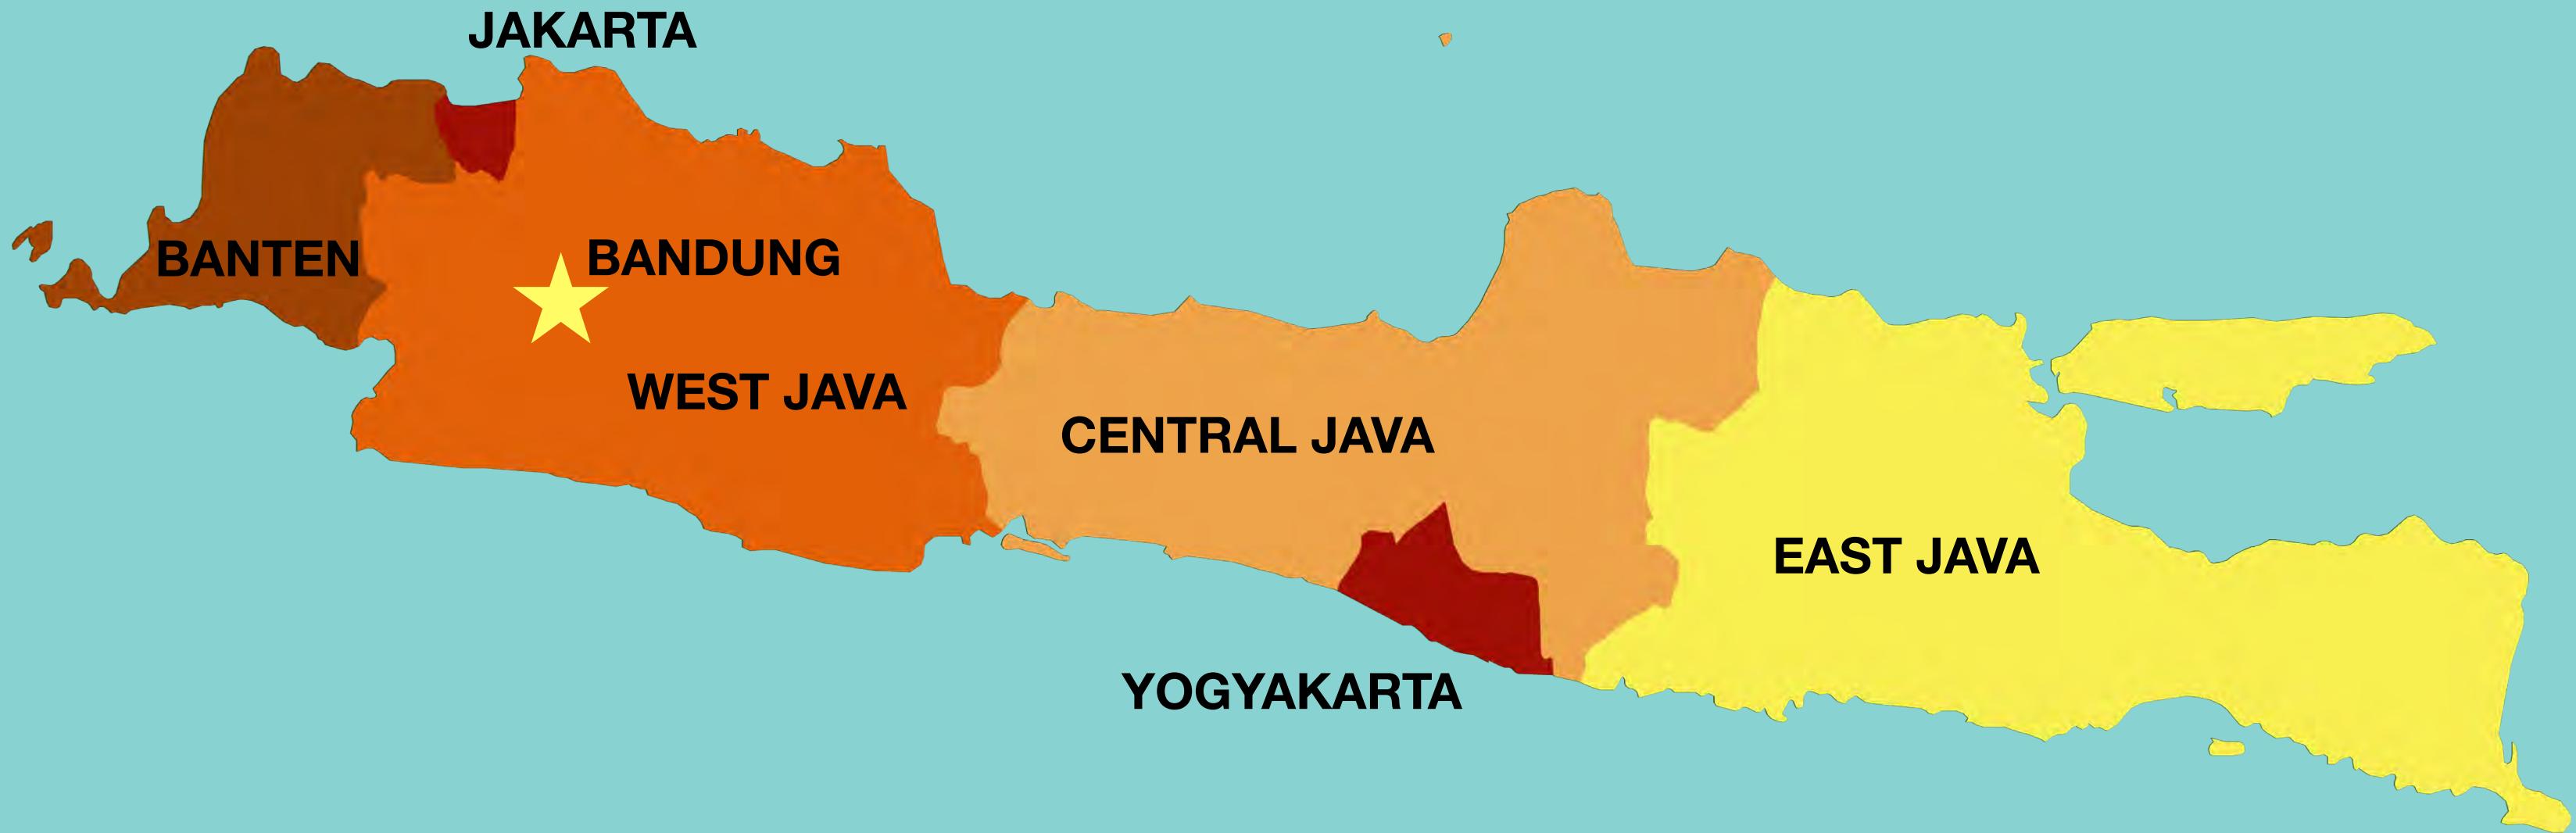 JAKARTA
BANTEN
BANDUNG
WEST JAVA
CENTRAL JAVA
EAST JAVA
YOGYAKARTA